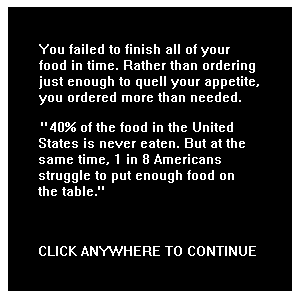 You failed to finish all of your
food in time. Rather than ordering
just enough to quell your appetite,
you ordered more than needed.
"40% of the food in the United
States is never eaten. But at the
same time, 1 in 8 Americans
struggle to put enough food on
the table."
CLICK ANYWHERE TO CONTINUE